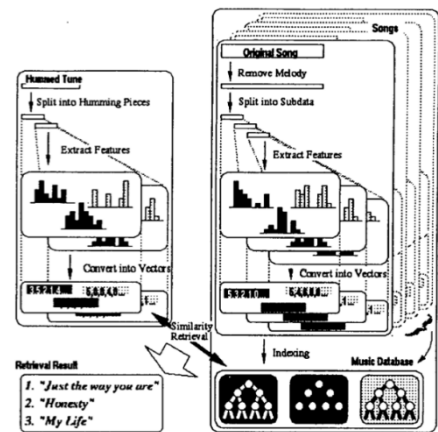 Songs
Original Song
Remove Melody
Split into Subdata
Extract Features
Convert into Vectors
Indexing
Music Database
Hummed Tune
Split into Humming Pieces
Extract Features
Convert into Vectors
35214...
53210...
Similarity
Retrieval
Retrieval Result
1. "Just the way you are"
2. "Honesty"
3. "My Life"